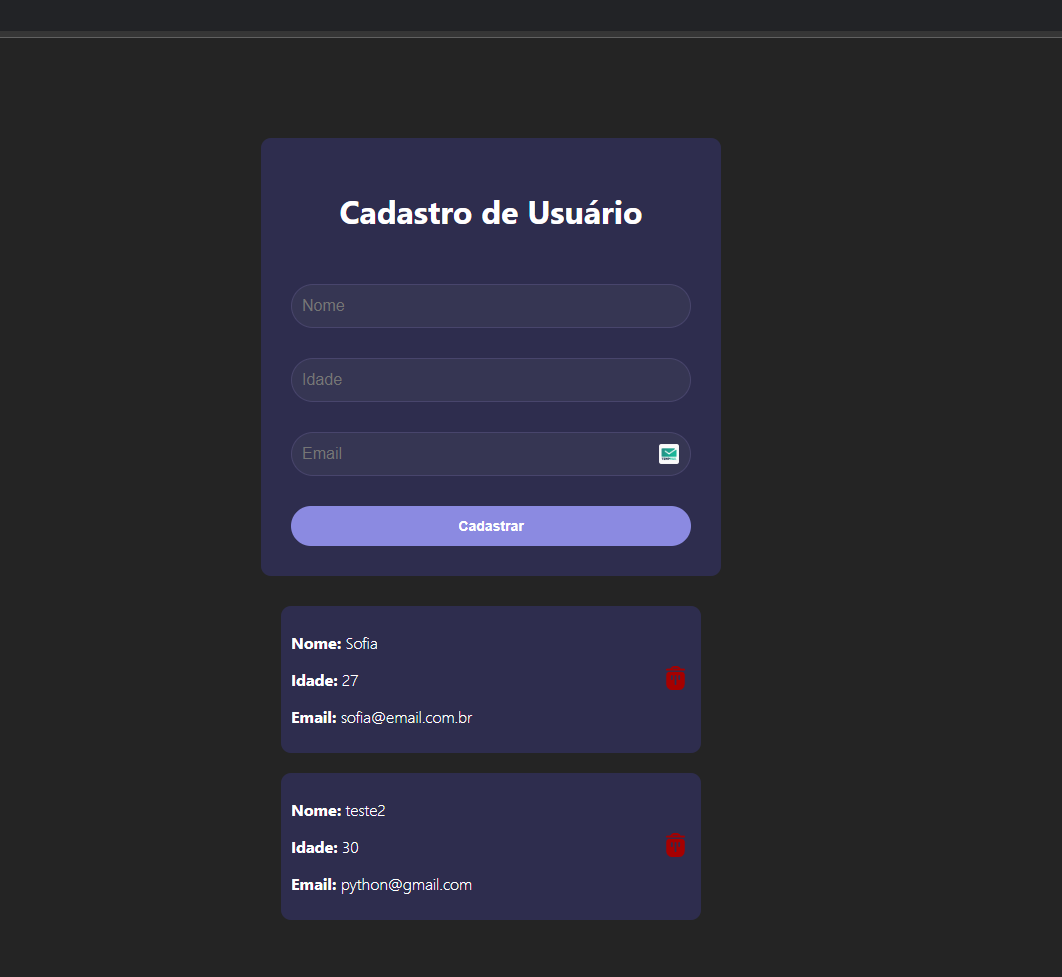 Cadastro de Usuário
Nome
Idade
Email
Cadastrar
Nome: Sofia
Idade: 27
Email: sofia@email.com.br
Nome: teste2
Idade: 30
Email: python@gmail.com